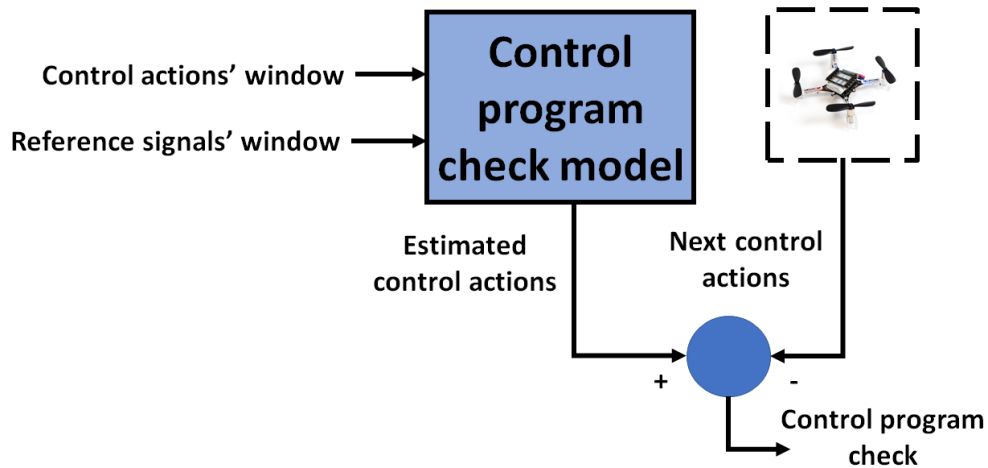 Control
program
check model
Control actions’ window
Reference signals’ window
Estimated
control actions
Next control
actions
+
-
Control program
check